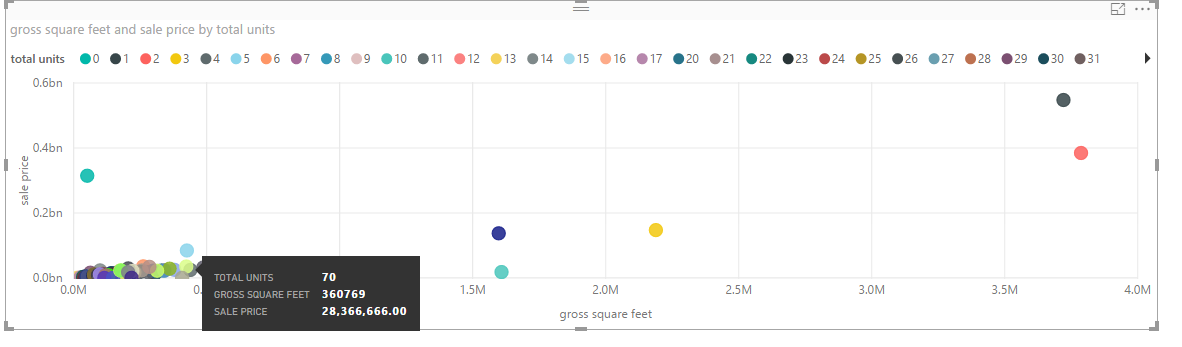 gross square feet and sale price by total units
total units 0 1 2 3 4 5 6 7 8 9 10 11 12 13 14 15 16 17 20 21 22 23 24 25 26 27 28 29 30 31
0.6bn
0.4bn
0.2bn
0.0bn
sale price
TOTAL UNITS 70
GROSS SQUARE FEET 360769
SALE PRICE 28,366,666.00
0.0M 1.5M 2.0M 2.5M 3.0M 3.5M 4.0M
gross square feet